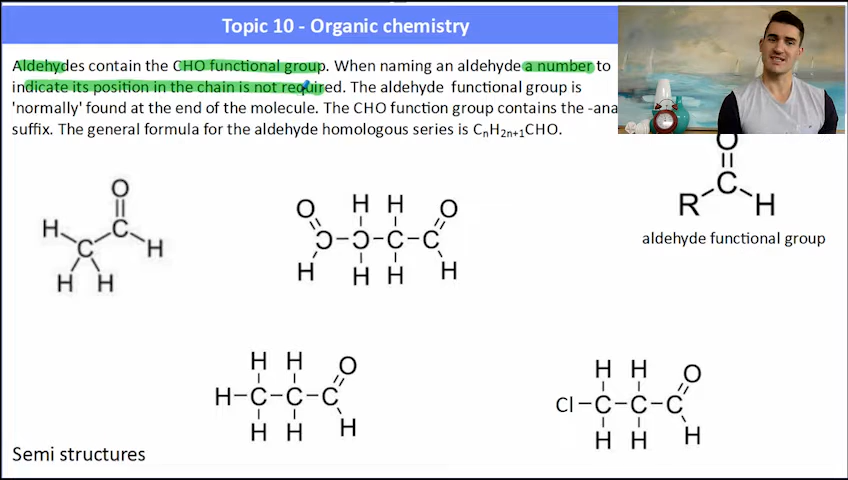 Topic 10 - Organic chemistry
Aldehydes contain the CHO functional group. When naming an aldehyde a number to
indicate its position in the chain is not required. The aldehyde functional group is
'normally' found at the end of the molecule. The CHO function group contains the -ana
suffix. The general formula for the aldehyde homologous series is CₙH₂ₙ₊₁CHO.
O
C
R H
aldehyde functional group
O
H C
C H
H H
O H H O
C-C-C-C
H H H H
H H O
H-C-C-C
H H H
H H O
Cl-C-C-C
H H H
Semi structures